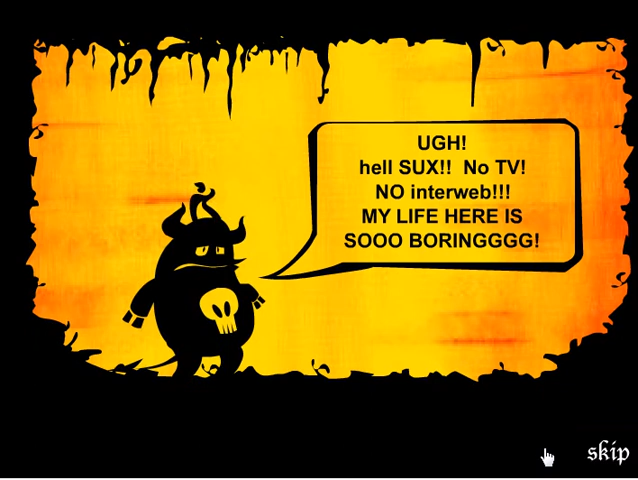 UGH!
hell SUX!! No TV!
NO interweb!!!
MY LIFE HERE IS
SOOO BORINGGGG!
skip